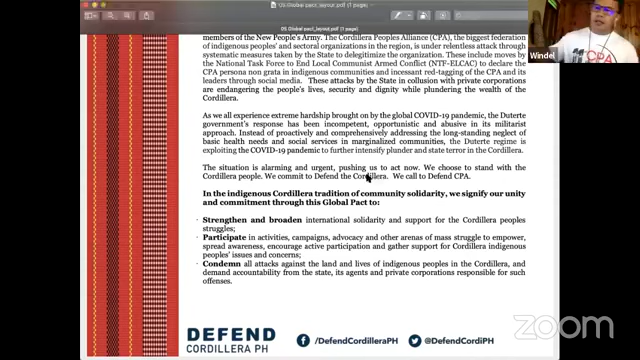 05.Global pact_layout.pdf (1 page)
05.Global pact_layout.pdf (1 page)
members of the New People's Army. The Cordillera Peoples Alliance (CPA), the biggest federation
of indigenous peoples' and sectoral organizations in the region, is under relentless attack through
systematic measures taken by the State to delegitimize the organization. These include moves by
the National Task Force to End Local Communist Armed Conflict (NTF-ELCAC) to declare the
CPA persona non grata in indigenous communities and incessant red-tagging of the CPA and its
leaders through social media. These attacks by the State in collusion with private corporations
are endangering the people's lives, security and dignity while plundering the wealth of the
Cordillera.
As we all experience extreme hardship brought on by the global COVID-19 pandemic, the Duterte
government's response has been incompetent, opportunistic and abusive in its militarist
approach. Instead of proactively and comprehensively addressing the long-standing neglect of
basic health needs and social services in marginalized communities, the Duterte regime is
exploiting the COVID-19 pandemic to further intensify plunder and state terror in the Cordillera.
The situation is alarming and urgent, pushing us to act now. We choose to stand with the
Cordillera people. We commit to Defend the Cordillera. We call to Defend CPA.
In the indigenous Cordillera tradition of community solidarity, we signify our unity
and commitment through this Global Pact to:
· Strengthen and broaden international solidarity and support for the Cordillera peoples
struggles;
· Participate in activities, campaigns, advocacy and other areas of mass struggle to empower,
spread awareness, encourage active participation and gather support for Cordillera indigenous
peoples' issues and concerns;
· Condemn all attacks against the land and lives of indigenous peoples in the Cordillera, and
demand accountability from the state, its agents and private corporations responsible for such
offenses.
DEFEND
CORDILLERA PH
/DefendCordilleraPH
@DefendCordiPH
zoom
Windel
CPA